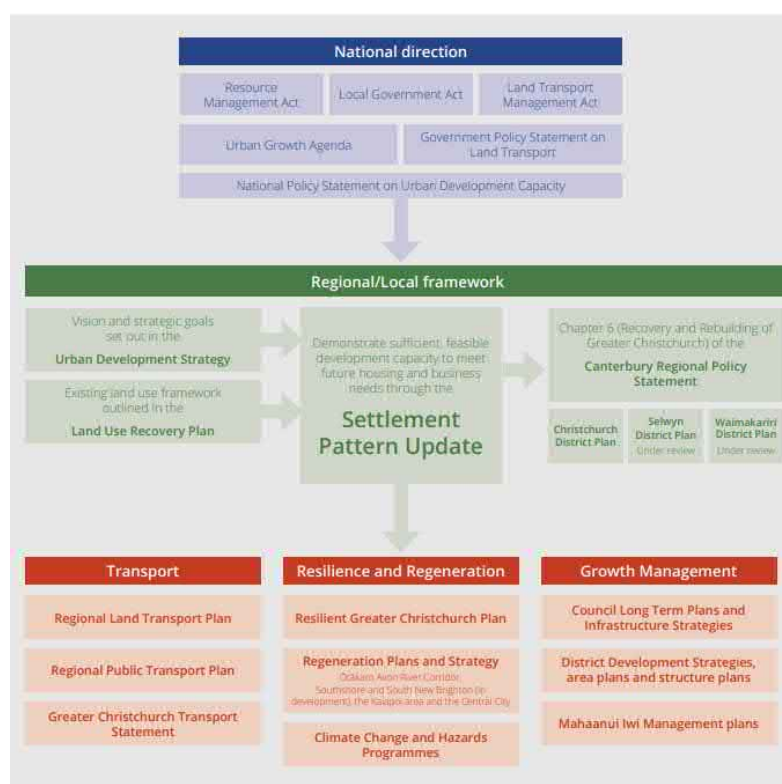 National direction
Resource
Management Act
Local Government Act
Land Transport
Management Act
Urban Growth Agenda
Government Policy Statement on
Land Transport
National Policy Statement on Urban Development Capacity
Regional/Local framework
Vision and strategic goals
set out in the
Urban Development Strategy
Existing land use framework
outlined in the
Land Use Recovery Plan
Demonstrate sufficient, feasible
development capacity to meet
future housing and business
needs through the
Settlement
Pattern Update
Chapter 6 (Recovery and Rebuilding of
Greater Christchurch) of the
Canterbury Regional Policy
Statement
Christchurch
District Plan
Selwyn
District Plan
Under review
Waimakariri
District Plan
Under review
Transport
Regional Land Transport Plan
Regional Public Transport Plan
Greater Christchurch Transport
Statement
Resilience and Regeneration
Resilient Greater Christchurch Plan
Regeneration Plans and Strategy
Ōtākaro Avon River Corridor,
Southshore and South New Brighton (in
development), the Kaiapoi area and the Central City
Climate Change and Hazards
Programmes
Growth Management
Council Long Term Plans and
Infrastructure Strategies
District Development Strategies,
area plans and structure plans
Mahaanui Iwi Management plans